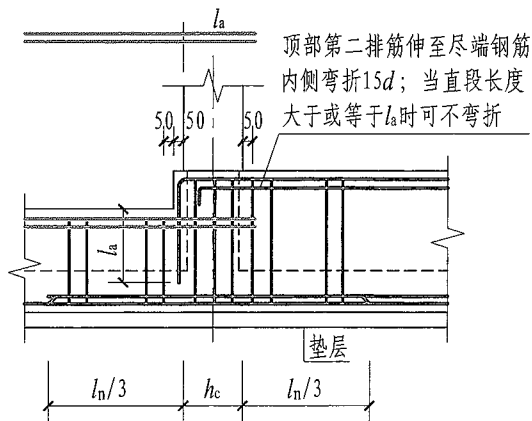 la
顶部第二排筋伸至尽端钢筋
内侧弯折15d；当直段长度
大于或等于la时可不弯折
50 50 50
la
垫层
ln/3 hc ln/3